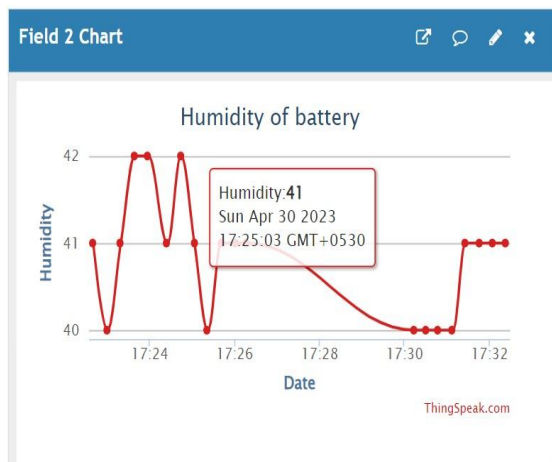 Field 2 Chart
Humidity of battery
42
41
40
Humidity
Humidity:41
Sun Apr 30 2023
17:25:03 GMT+0530
17:24
17:26
17:28
17:30
17:32
Date
ThingSpeak.com